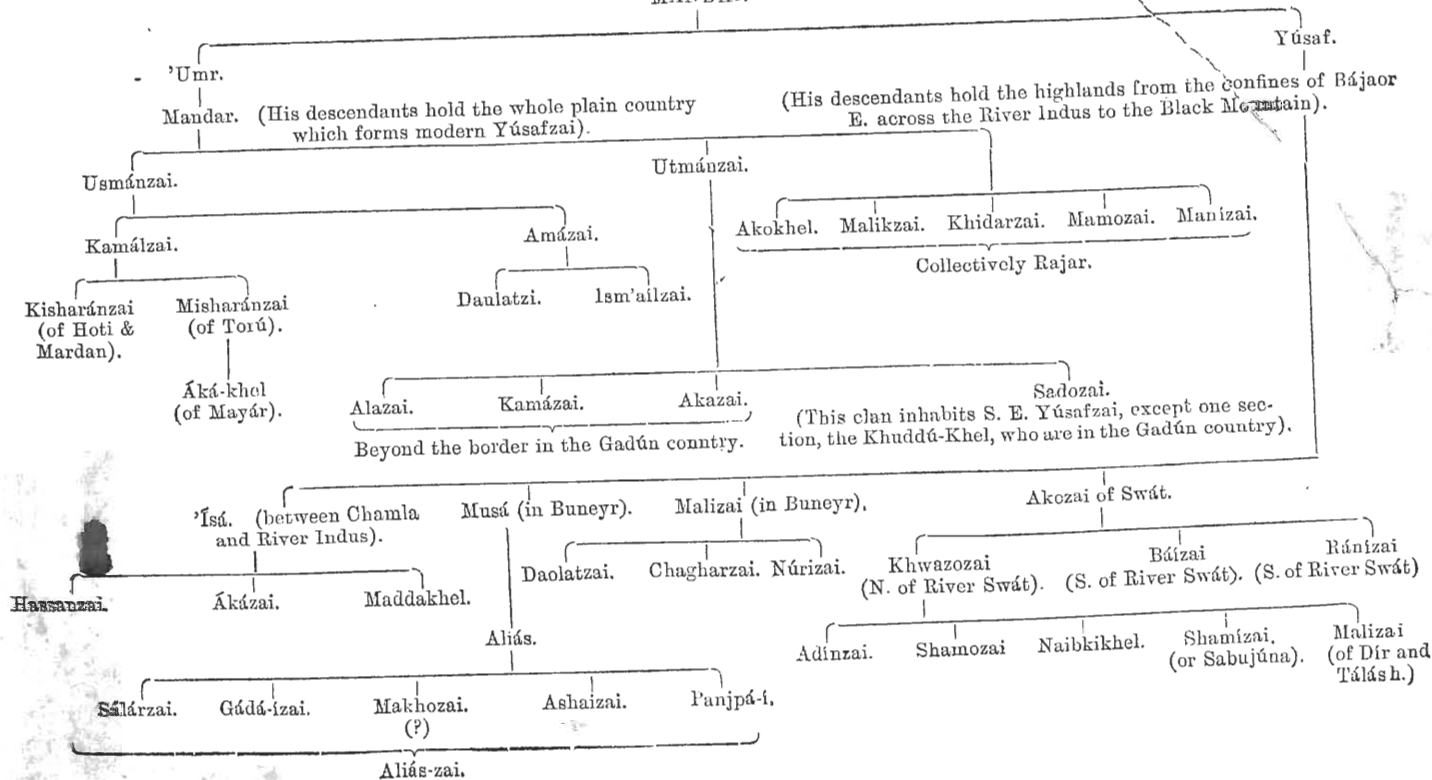 Yúsaf.
'Umr.
Mandar. (His descendants hold the whole plain country
which forms modern Yúsafzai).
(His descendants hold the highlands from the confines of Bájaor
E. across the River Indus to the Black Mountain).
Usmánzai.
Utmánzai.
Kamálzai.
Amázai.
Akokhel. Malikzai. Khidarzai. Mamozai. Manízai.
Collectively Rajar.
Kisharánzai
(of Hoti &
Mardan).
Misharánzai
(of Torú).
Daulatzi. Ism'aílzai.
Áká-khel
(of Mayár).
Alazai. Kamázai. Akazai.
Beyond the border in the Gadún conntry.
Sadozai.
(This clan inhabits S. E. Yúsafzai, except one sec-
tion, the Khuddú-Khel, who are in the Gadún country).
'Ísá. (between Chamla
and River Indus).
Musá (in Buneyr).
Malizai (in Buneyr).
Akozai of Swát.
Hassanzai. Ákázai. Maddakhel.
Daolatzai. Chagharzai. Núrizai.
Khwazozai
(N. of River Swát).
Báízai
(S. of River Swát).
Ránízai
(S. of River Swát)
Aliás.
Adínzai. Shamozai Naibkikhel.
Shamízai.
(or Sabujúna).
Malizai
(of Dír and
Tálásh.)
Sálárzai. Gádá-ízai. Makhozai.
(?)
Ashaizai. Panjpá-í.
Aliás-zai.